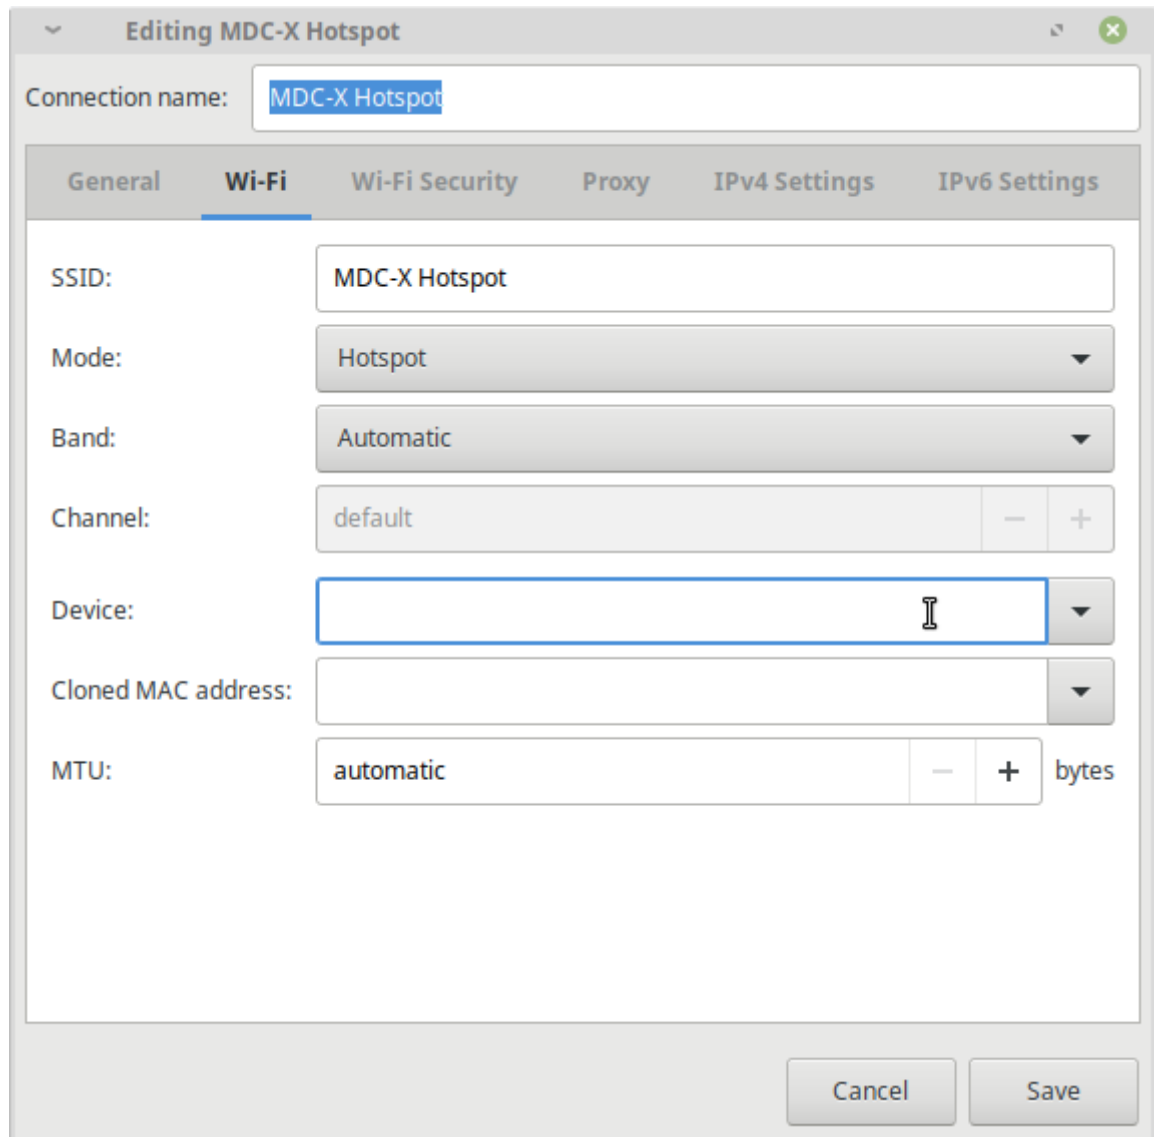 Editing MDC-X Hotspot
Connection name: MDC-X Hotspot
General Wi-Fi Wi-Fi Security Proxy IPv4 Settings IPv6 Settings
SSID: MDC-X Hotspot
Mode: Hotspot
Band: Automatic
Channel: default − +
Device:
Cloned MAC address:
MTU: automatic − + bytes
Cancel Save